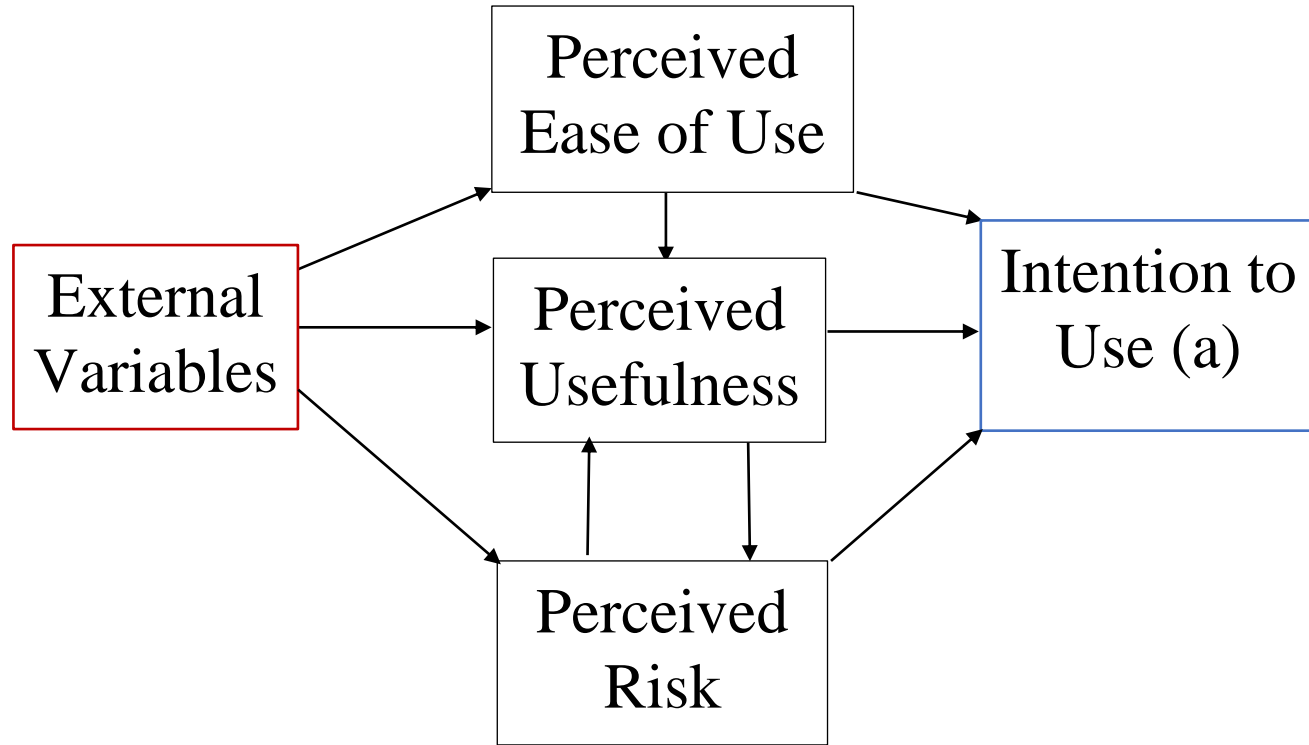 Perceived
Ease of Use
External
Variables
Perceived
Usefulness
Intention to
Use (a)
Perceived
Risk